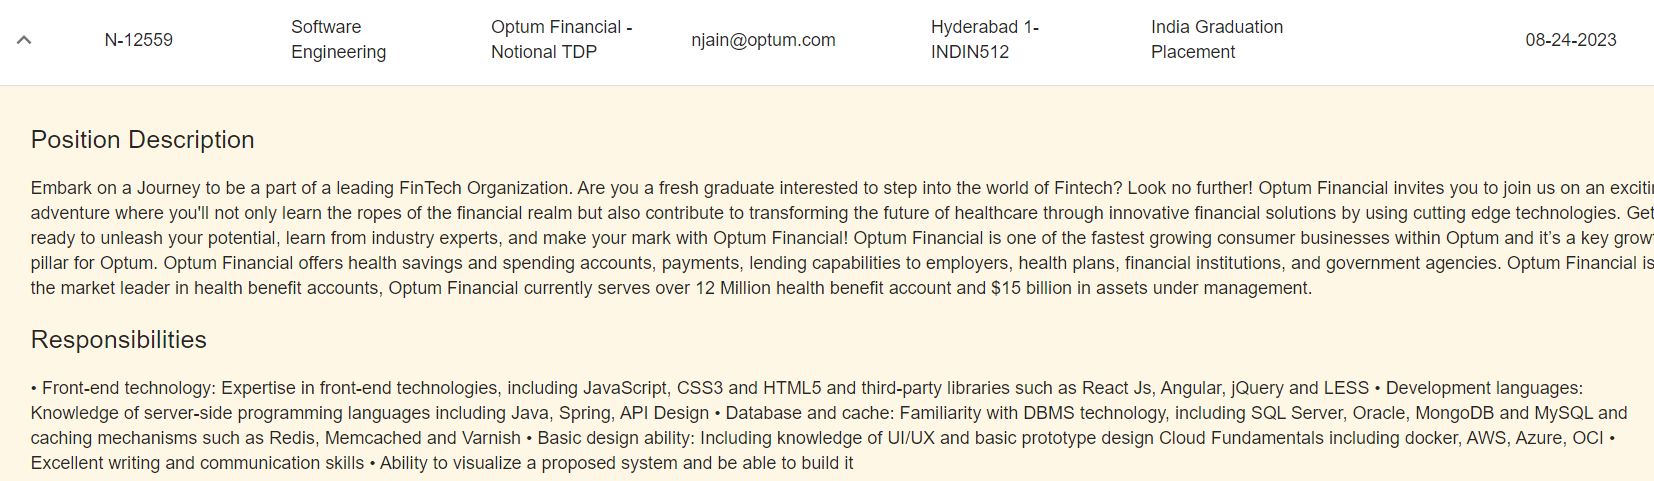 N-12559
Software
Engineering
Optum Financial -
Notional TDP
njain@optum.com
Hyderabad 1-
INDIN512
India Graduation
Placement
08-24-2023
Position Description
Embark on a Journey to be a part of a leading FinTech Organization. Are you a fresh graduate interested to step into the world of Fintech? Look no further! Optum Financial invites you to join us on an
adventure where you'll not only learn the ropes of the financial realm but also contribute to transforming the future of healthcare through innovative financial solutions by using cutting edge technologies. Get
ready to unleash your potential, learn from industry experts, and make your mark with Optum Financial! Optum Financial is one of the fastest growing consumer businesses within Optum and it’s a key
pillar for Optum. Optum Financial offers health savings and spending accounts, payments, lending capabilities to employers, health plans, financial institutions, and government agencies. Optum Financial is
the market leader in health benefit accounts, Optum Financial currently serves over 12 Million health benefit account and $15 billion in assets under management.
Responsibilities
• Front-end technology: Expertise in front-end technologies, including JavaScript, CSS3 and HTML5 and third-party libraries such as React Js, Angular, jQuery and LESS • Development languages:
Knowledge of server-side programming languages including Java, Spring, API Design • Database and cache: Familiarity with DBMS technology, including SQL Server, Oracle, MongoDB and MySQL and
caching mechanisms such as Redis, Memcached and Varnish • Basic design ability: Including knowledge of UI/UX and basic prototype design Cloud Fundamentals including docker, AWS, Azure, OCI •
Excellent writing and communication skills • Ability to visualize a proposed system and be able to build it